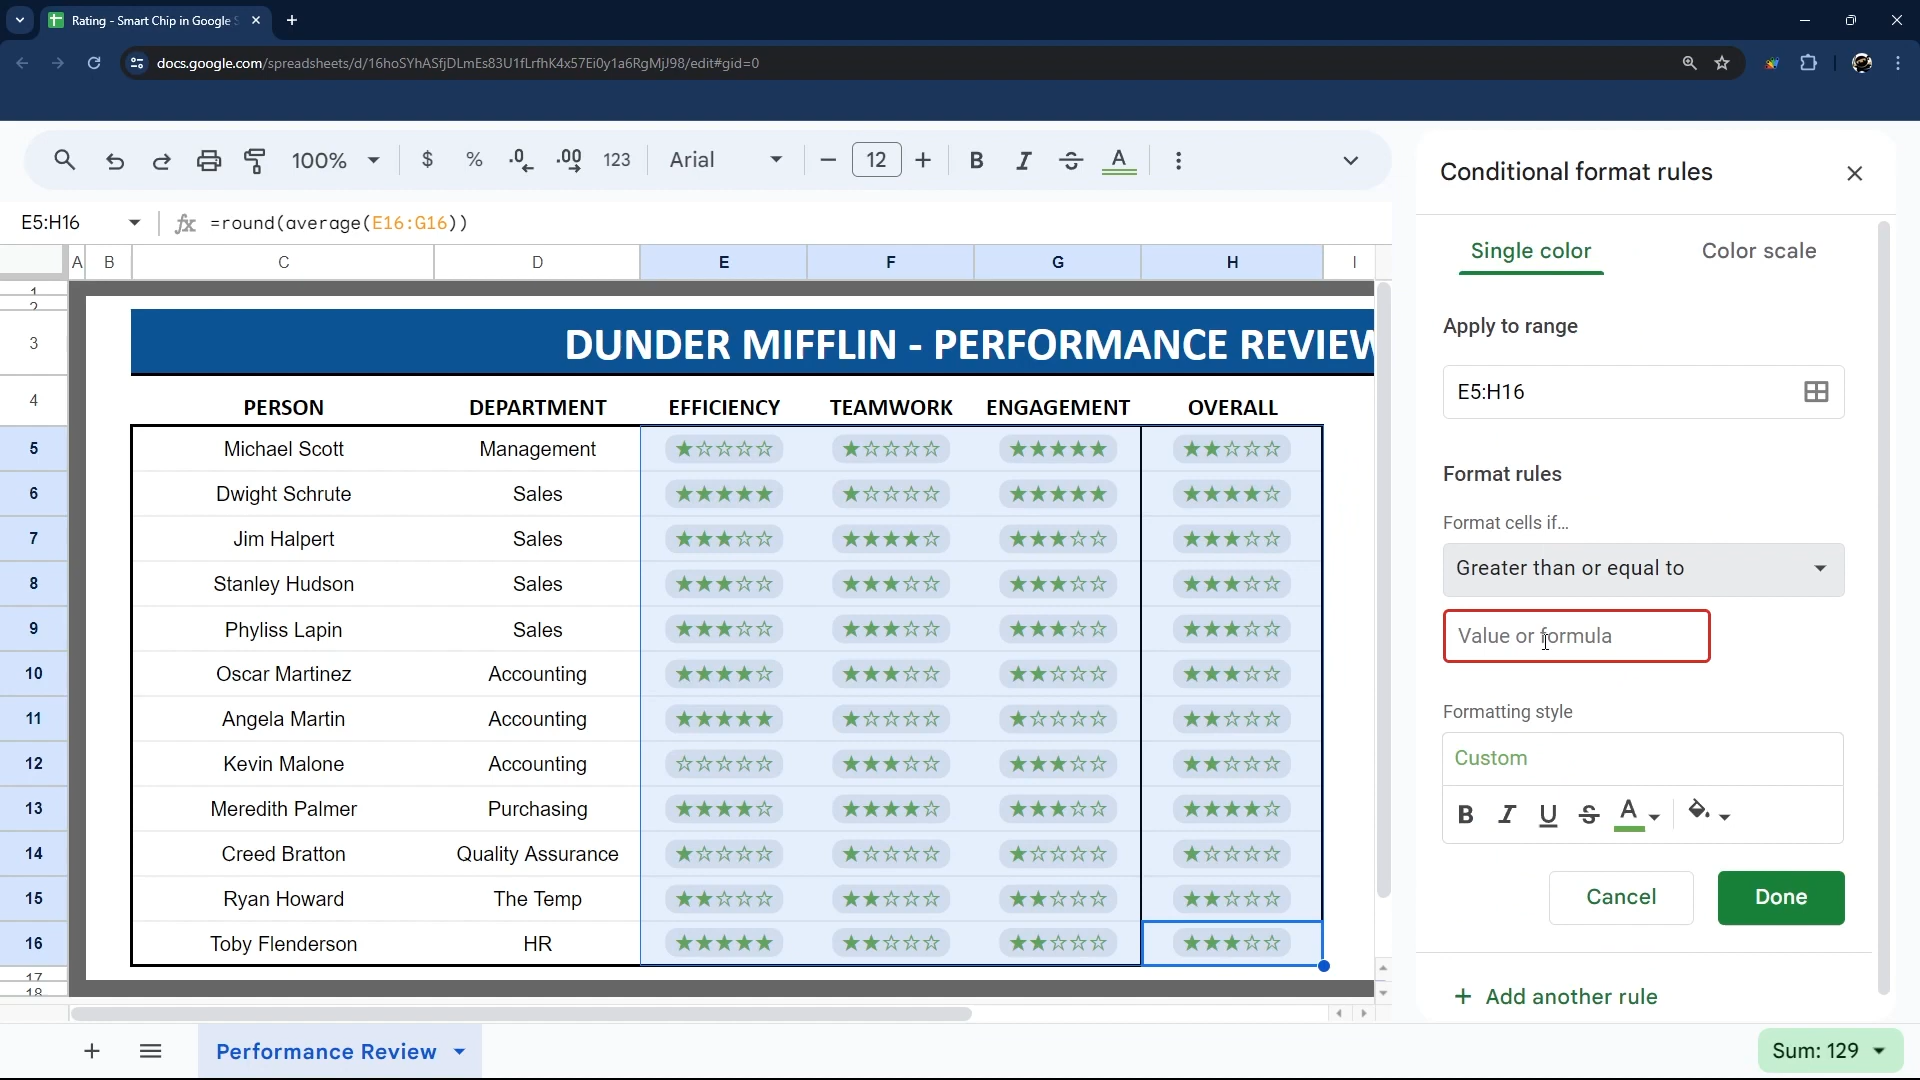 Rating - Smart Chip in Google S
docs.google.com/spreadsheets/d/16hoSYhASfjDLmEs83U1fLrfhK4x57Ei0y1a6RgMjJ98/edit#gid=0
100% $ % .0 .00 123 Arial 12 B I S A
E5:H16 fx =round(average(E16:G16))
A B C D E F G H I
1
2
3 DUNDER MIFFLIN - PERFORMANCE REVIEW
4 PERSON DEPARTMENT EFFICIENCY TEAMWORK ENGAGEMENT OVERALL
5 Michael Scott Management ★☆☆☆☆ ★☆☆☆☆ ★★★★★ ★★☆☆☆
6 Dwight Schrute Sales ★★★★★ ★☆☆☆☆ ★★★★★ ★★★★☆
7 Jim Halpert Sales ★★★☆☆ ★★★★☆ ★★★☆☆ ★★★☆☆
8 Stanley Hudson Sales ★★★☆☆ ★★★☆☆ ★★★☆☆ ★★★☆☆
9 Phyliss Lapin Sales ★★★☆☆ ★★★☆☆ ★★★☆☆ ★★★☆☆
10 Oscar Martinez Accounting ★★★★☆ ★★★☆☆ ★★☆☆☆ ★★★☆☆
11 Angela Martin Accounting ★★★★★ ★☆☆☆☆ ★☆☆☆☆ ★★☆☆☆
12 Kevin Malone Accounting ☆☆☆☆☆ ★★★☆☆ ★★★☆☆ ★★☆☆☆
13 Meredith Palmer Purchasing ★★★★☆ ★★★★☆ ★★★☆☆ ★★★★☆
14 Creed Bratton Quality Assurance ★☆☆☆☆ ★☆☆☆☆ ★☆☆☆☆ ★☆☆☆☆
15 Ryan Howard The Temp ★★☆☆☆ ★★☆☆☆ ★★☆☆☆ ★★☆☆☆
16 Toby Flenderson HR ★★★★★ ★★☆☆☆ ★★☆☆☆ ★★★☆☆
17
18
Performance Review
Sum: 129
Conditional format rules
Single color Color scale
Apply to range
E5:H16
Format rules
Format cells if…
Greater than or equal to
Value or formula
Formatting style
Custom
B I U S A
Cancel Done
+ Add another rule